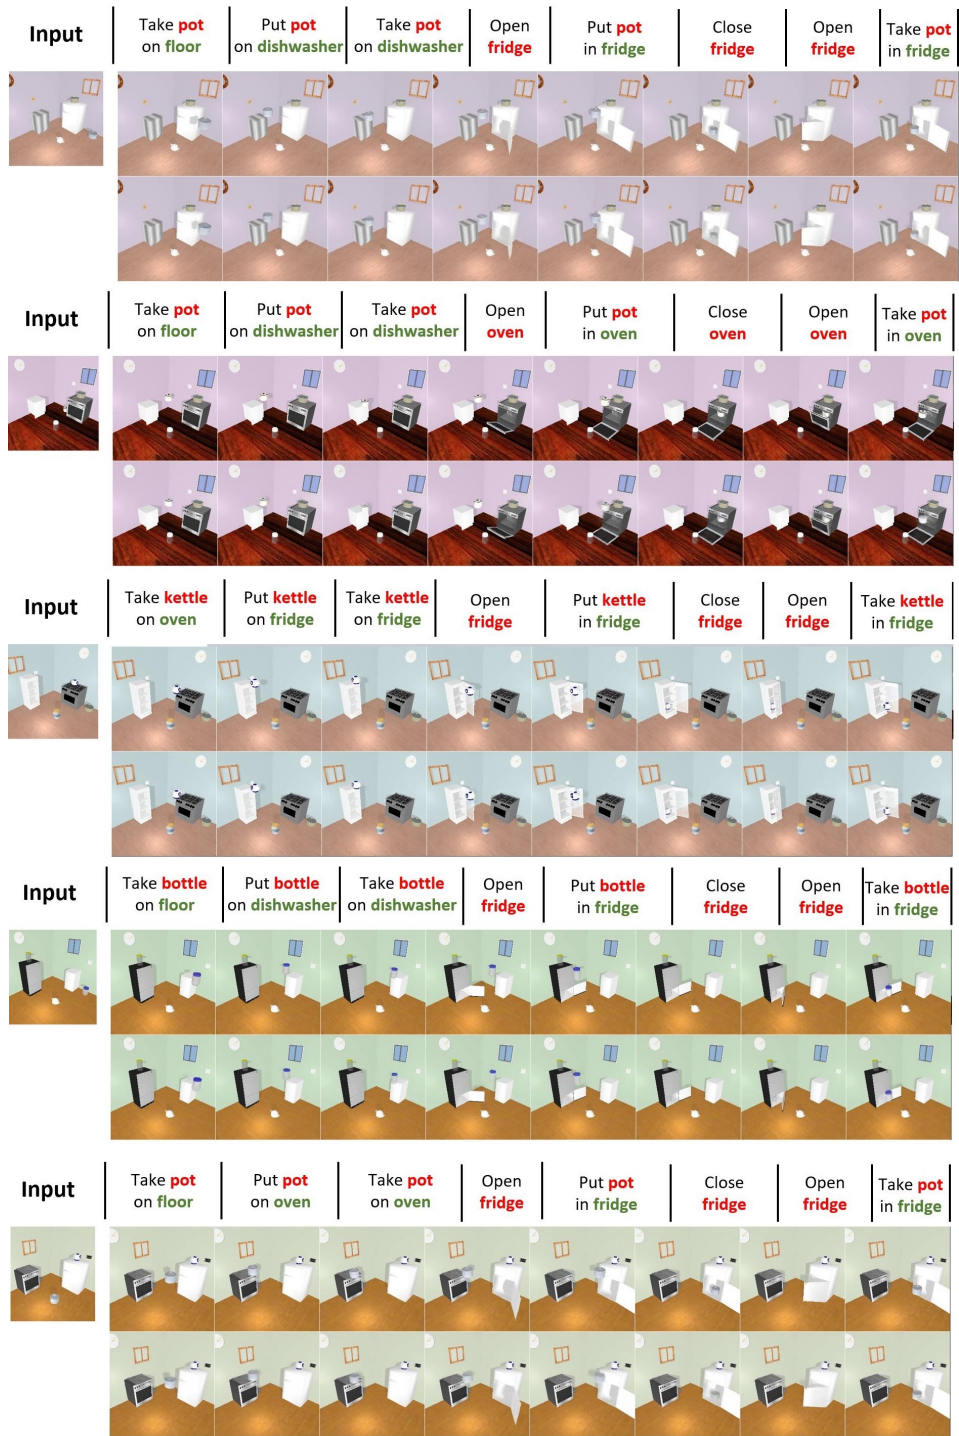 Input
Take pot
on floor
Put pot
on dishwasher
Take pot
on dishwasher
Open
fridge
Put pot
in fridge
Close
fridge
Open
fridge
Take pot
in fridge
Input
Take pot
on floor
Put pot
on dishwasher
Take pot
on dishwasher
Open
oven
Put pot
in oven
Close
oven
Open
oven
Take pot
in oven
Input
Take kettle
on oven
Put kettle
on fridge
Take kettle
on fridge
Open
fridge
Put kettle
in fridge
Close
fridge
Open
fridge
Take kettle
in fridge
Input
Take bottle
on floor
Put bottle
on dishwasher
Take bottle
on dishwasher
Open
fridge
Put bottle
in fridge
Close
fridge
Open
fridge
Take bottle
in fridge
Input
Take pot
on floor
Put pot
on oven
Take pot
on oven
Open
fridge
Put pot
in fridge
Close
fridge
Open
fridge
Take pot
in fridge